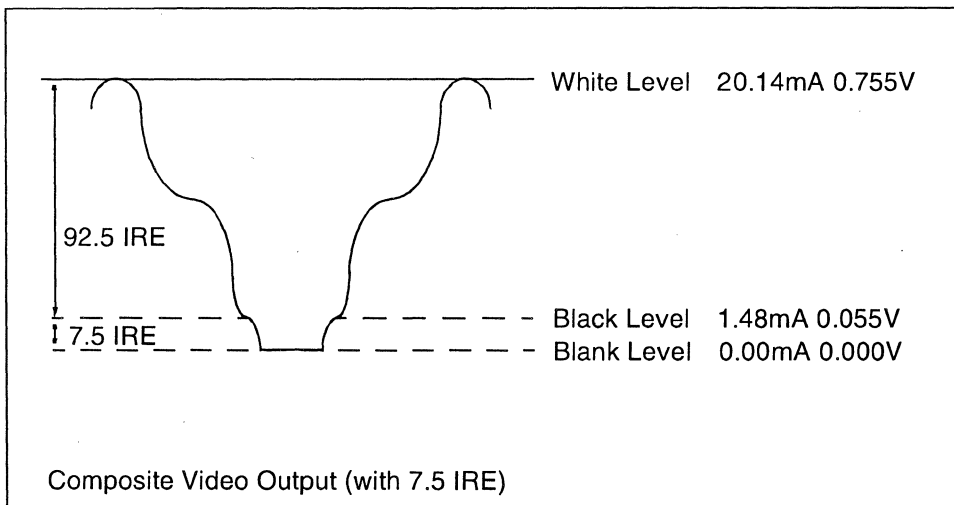 White Level 20.14mA 0.755V
92.5 IRE
Black Level 1.48mA 0.055V
7.5 IRE
Blank Level 0.00mA 0.000V
Composite Video Output (with 7.5 IRE)